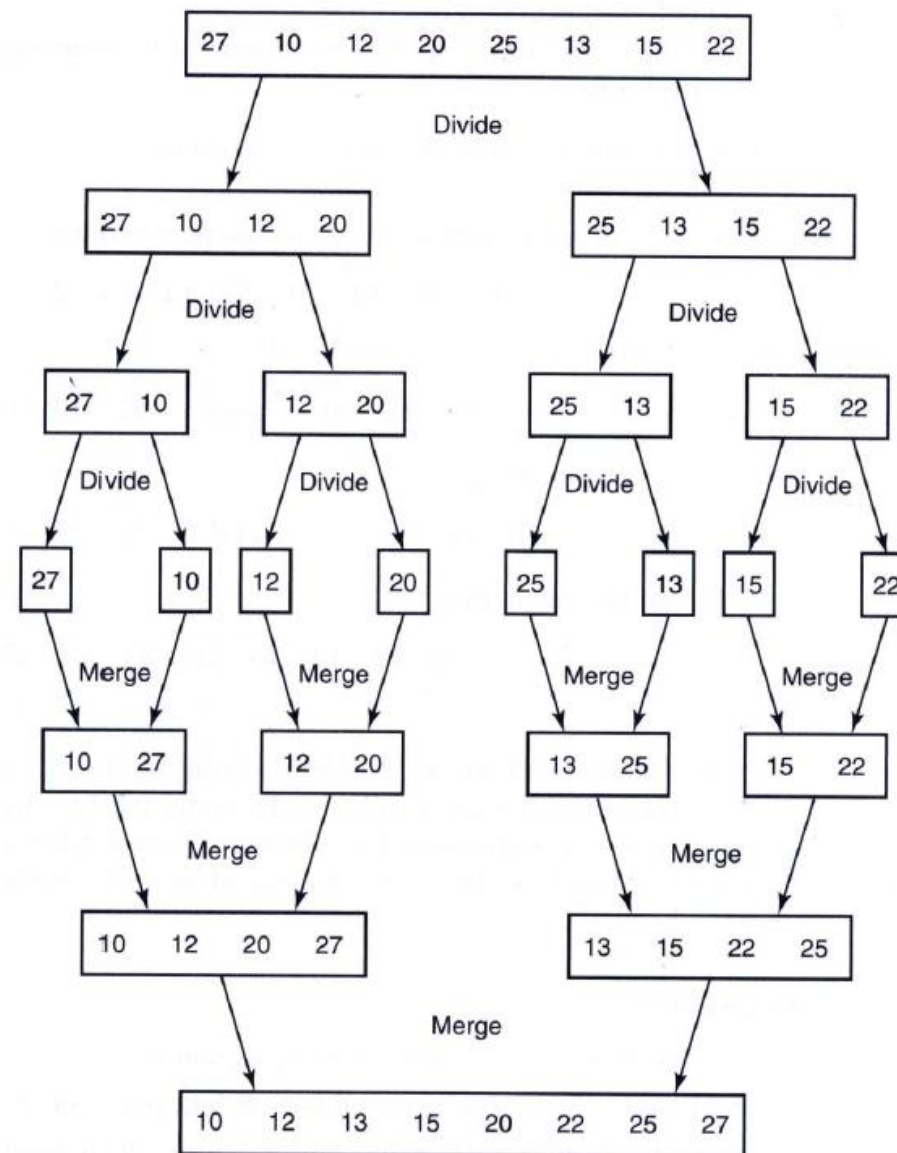 27 10 12 20 25 13 15 22
Divide
27 10 12 20 25 13 15 22
Divide Divide
27 10 12 20 25 13 15 22
Divide Divide Divide Divide
27 10 12 20 25 13 15 22
Merge Merge Merge Merge
10 27 12 20 13 25 15 22
Merge Merge
10 12 20 27 13 15 22 25
Merge
10 12 13 15 20 22 25 27